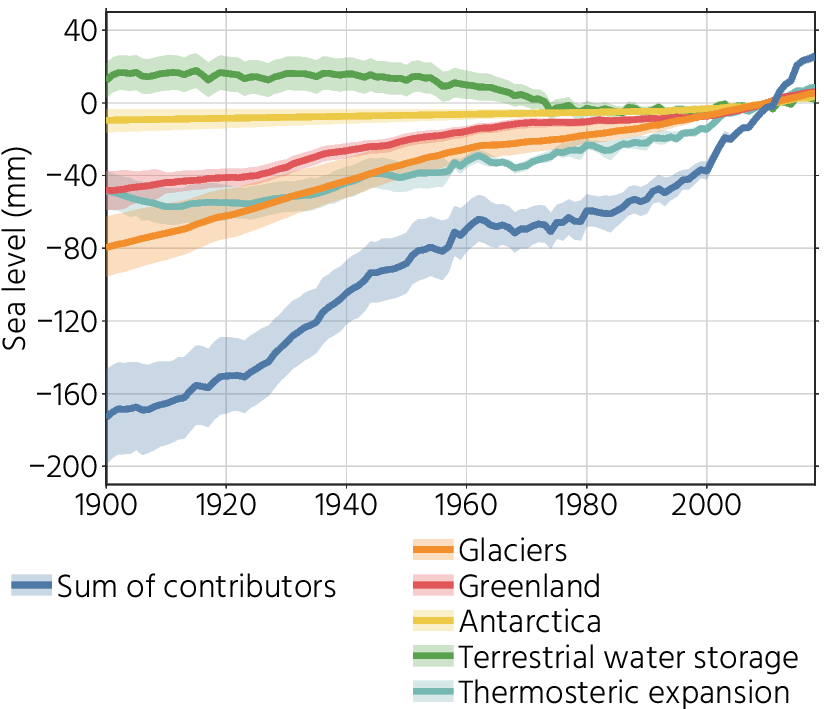 40
0
−40
−80
−120
−160
−200
Sea level (mm)
1900 1920 1940 1960 1980 2000
Sum of contributors
Glaciers
Greenland
Antarctica
Terrestrial water storage
Thermosteric expansion